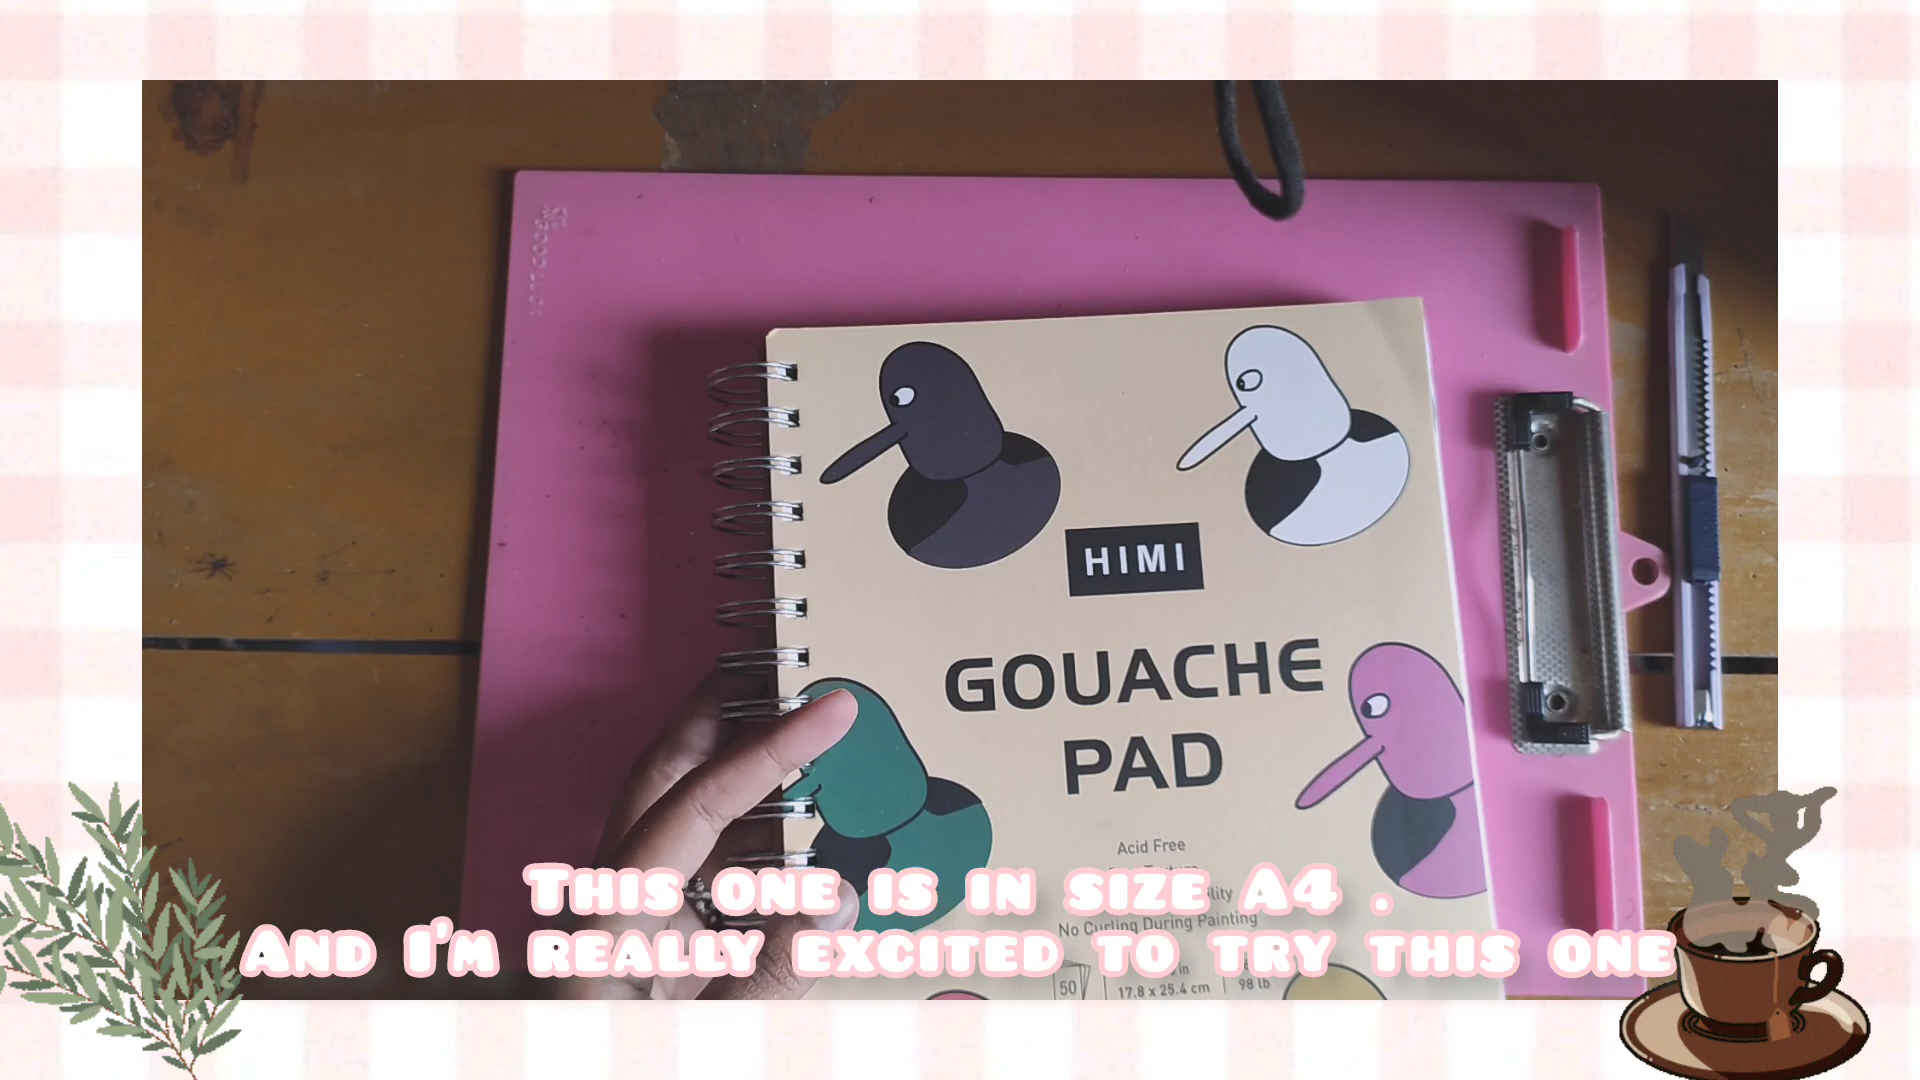 HIMI
GOUACHE
PAD
Acid Free
No Curling During Painting
50
in
17.8 x 25.4 cm
98 lb
This one is in size A4 .
And I'm really excited to try this one